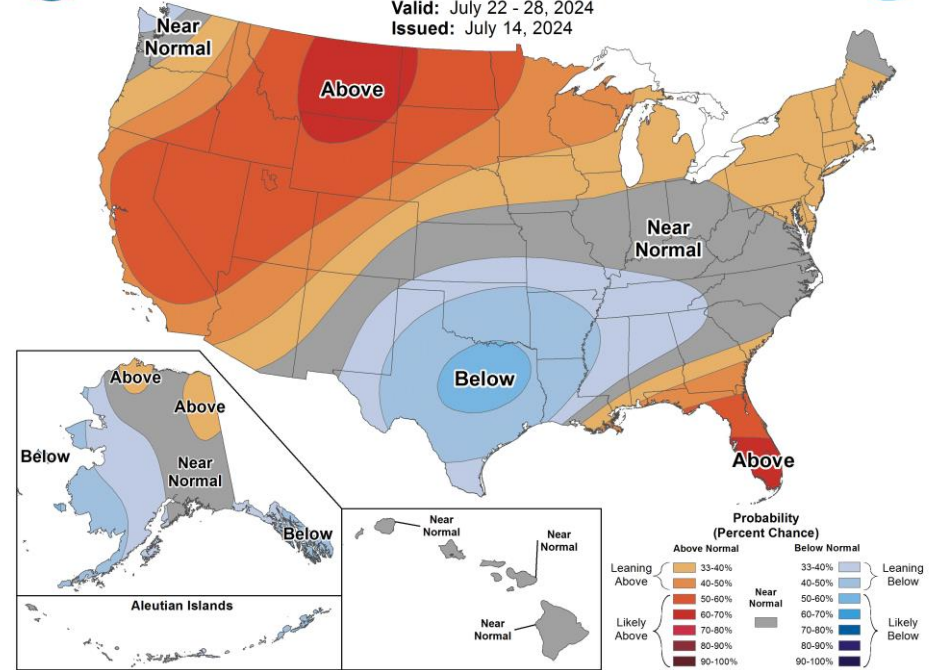 Valid: July 22 - 28, 2024
Issued: July 14, 2024
Near
Normal
Above
Near
Normal
Below
Above
Above
Above
Below
Near
Normal
Below
Aleutian Islands
Near
Normal
Near
Normal
Near
Normal
Probability
(Percent Chance)
Above Normal
Below Normal
Leaning
Above
33-40%
40-50%
Likely
Above
50-60%
60-70%
70-80%
80-90%
90-100%
Near
Normal
33-40%
40-50%
Leaning
Below
50-60%
60-70%
70-80%
80-90%
90-100%
Likely
Below